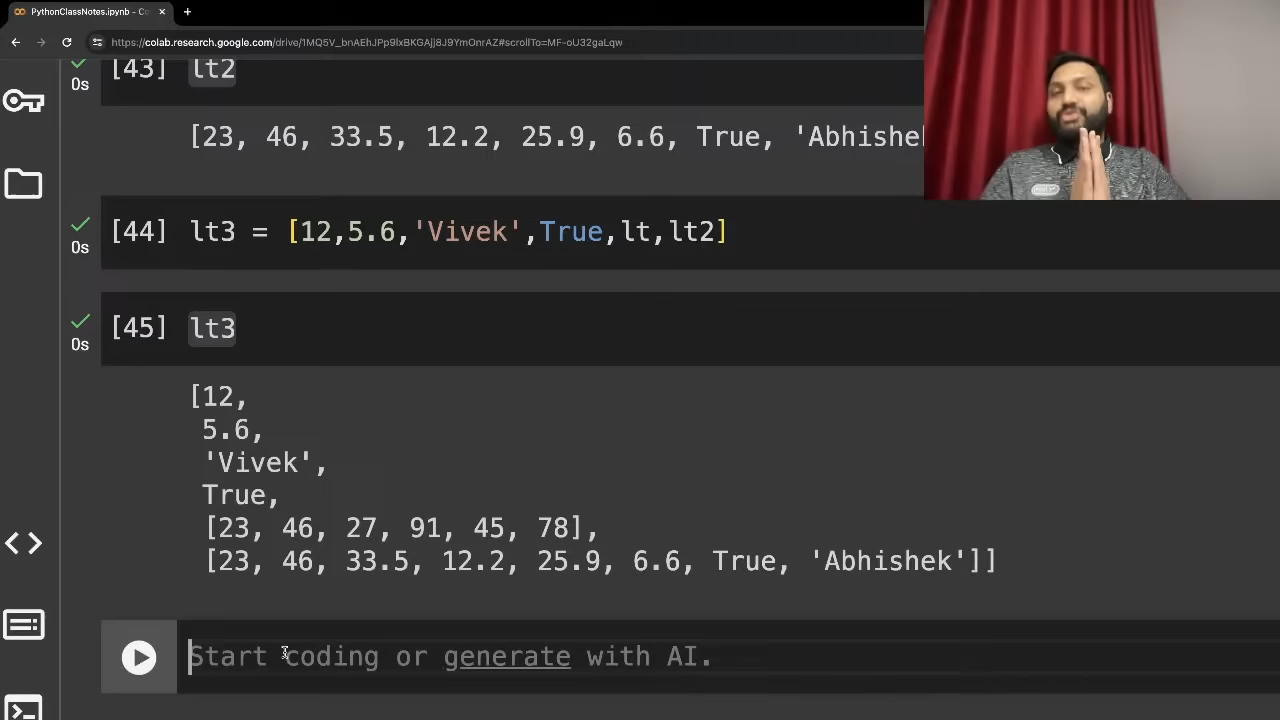 PythonClassNotes.ipynb - Co
https://colab.research.google.com/drive/1MQ5V_bnAEhJPp9lxBKGAjj8J9YmOnrAZ#scrollTo=MF-oU32gaLqw
[43] lt2
0s
[23, 46, 33.5, 12.2, 25.9, 6.6, True, 'Abhishek
[44] lt3 = [12,5.6,'Vivek',True,lt,lt2]
0s
[45] lt3
0s
[12,
5.6,
'Vivek',
True,
[23, 46, 27, 91, 45, 78],
[23, 46, 33.5, 12.2, 25.9, 6.6, True, 'Abhishek']]
Start coding or generate with AI.